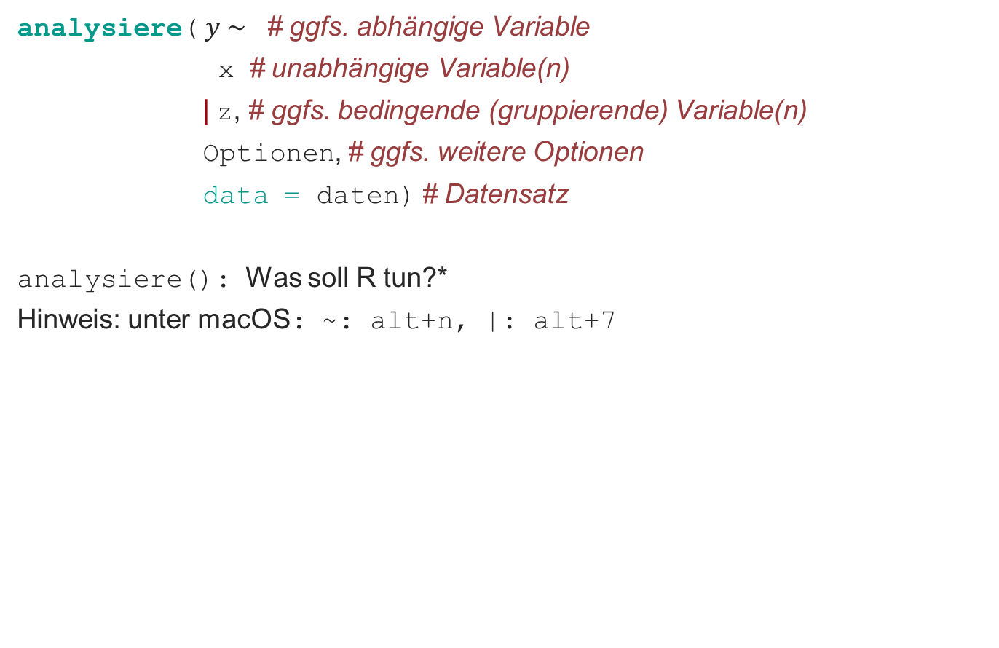 analysiere( y ~ # ggfs. abhängige Variable
x # unabhängige Variable(n)
| z, # ggfs. bedingende (gruppierende) Variable(n)
Optionen, # ggfs. weitere Optionen
data = daten) # Datensatz
analysiere(): Was soll R tun?*
Hinweis: unter macOS: ~: alt+n, |: alt+7